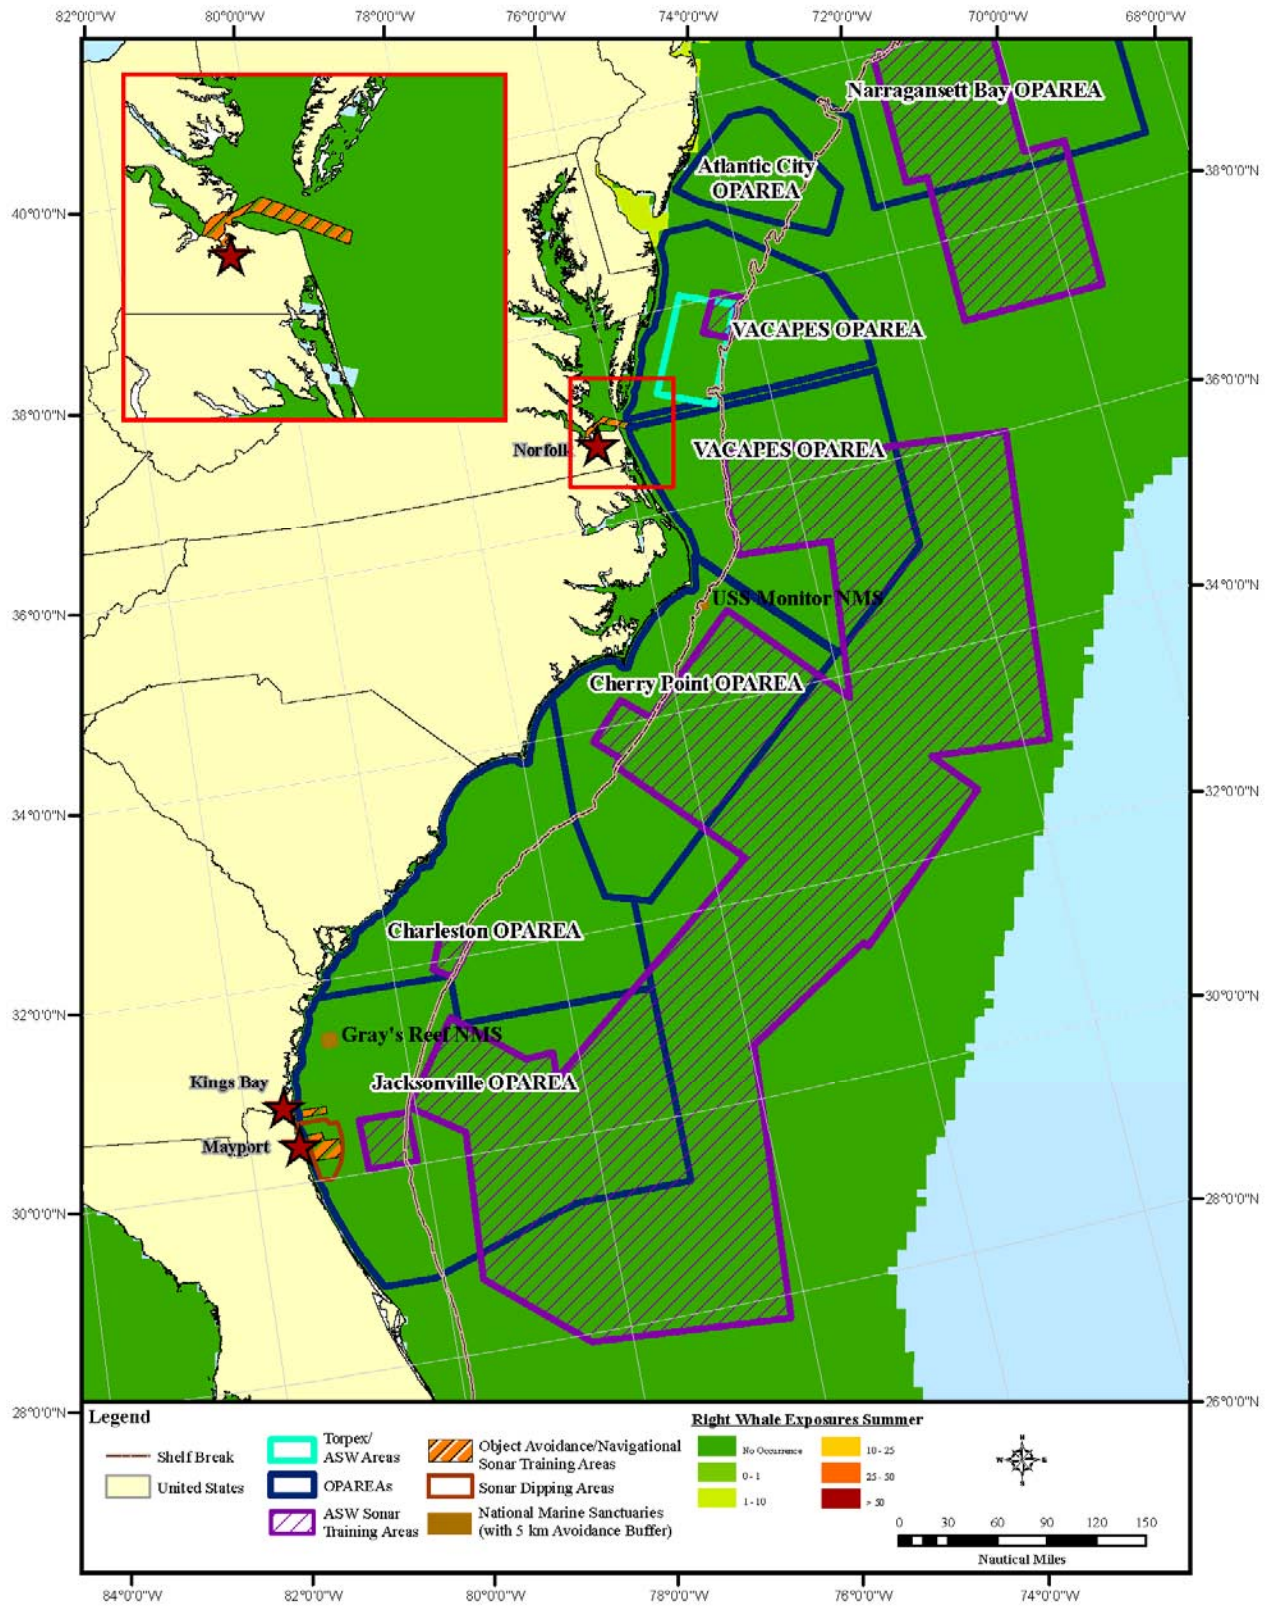 82°0'0"W 80°0'0"W 78°0'0"W 76°0'0"W 74°0'0"W 72°0'0"W 70°0'0"W 68°0'0"W
Narragansett Bay OPAREA
Atlantic City
OPAREA
38°0'0"N
40°0'0"N
VACAPES OPAREA
36°0'0"N
38°0'0"N
Norfolk
VACAPES OPAREA
34°0'0"N
USS Monitor NMS
36°0'0"N
Cherry Point OPAREA
32°0'0"N
34°0'0"N
Charleston OPAREA
30°0'0"N
32°0'0"N
Gray's Reef NMS
Kings Bay
Jacksonville OPAREA
Mayport
28°0'0"N
30°0'0"N
26°0'0"N
28°0'0"N
Legend
Shelf Break
United States
Torpex/
ASW Areas
OPAREAs
ASW Sonar
Training Areas
Object Avoidance/Navigational
Sonar Training Areas
Sonar Dipping Areas
National Marine Sanctuaries
(with 5 km Avoidance Buffer)
Right Whale Exposures Summer
No Occurrence
0 - 1
1 - 10
10 - 25
25 - 50
> 50
N
W E
S
0 30 60 90 120 150
Nautical Miles
84°0'0"W 82°0'0"W 80°0'0"W 78°0'0"W 76°0'0"W 74°0'0"W